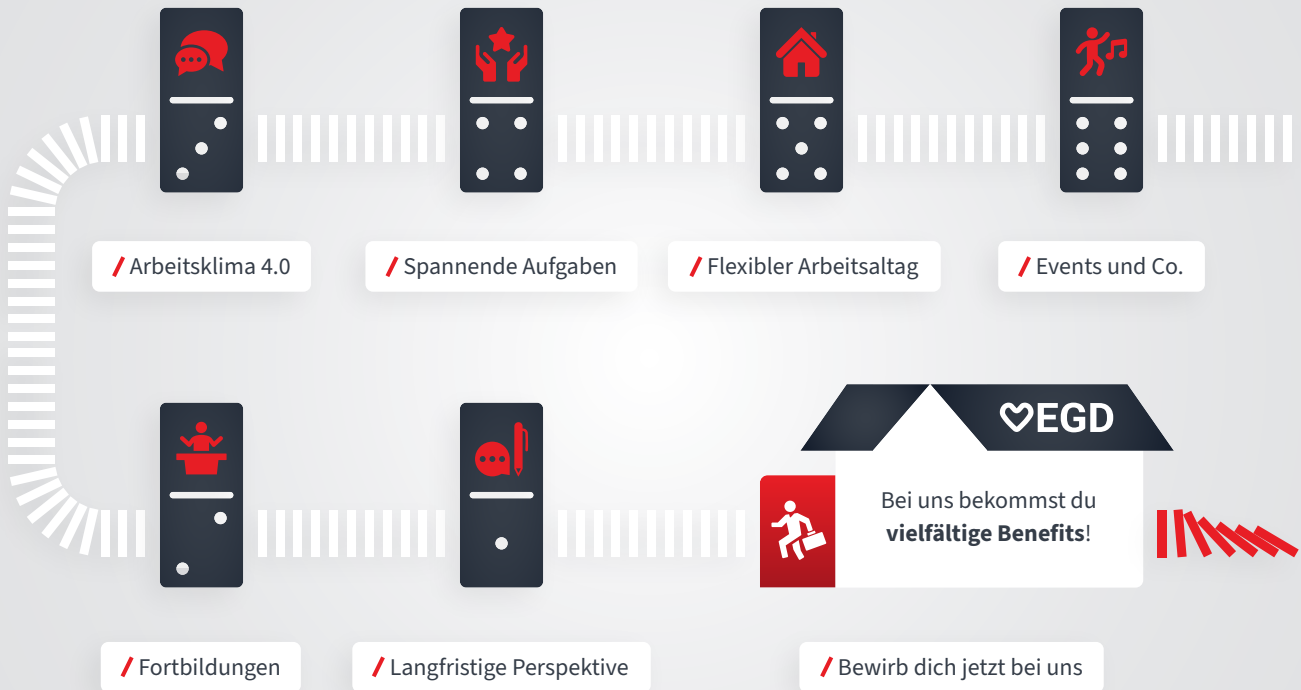 / Arbeitsklima 4.0
/ Spannende Aufgaben
/ Flexibler Arbeitsaltag
/ Events und Co.
EGD
Bei uns bekommst du
vielfältige Benefits!
/ Fortbildungen
/ Langfristige Perspektive
/ Bewirb dich jetzt bei uns